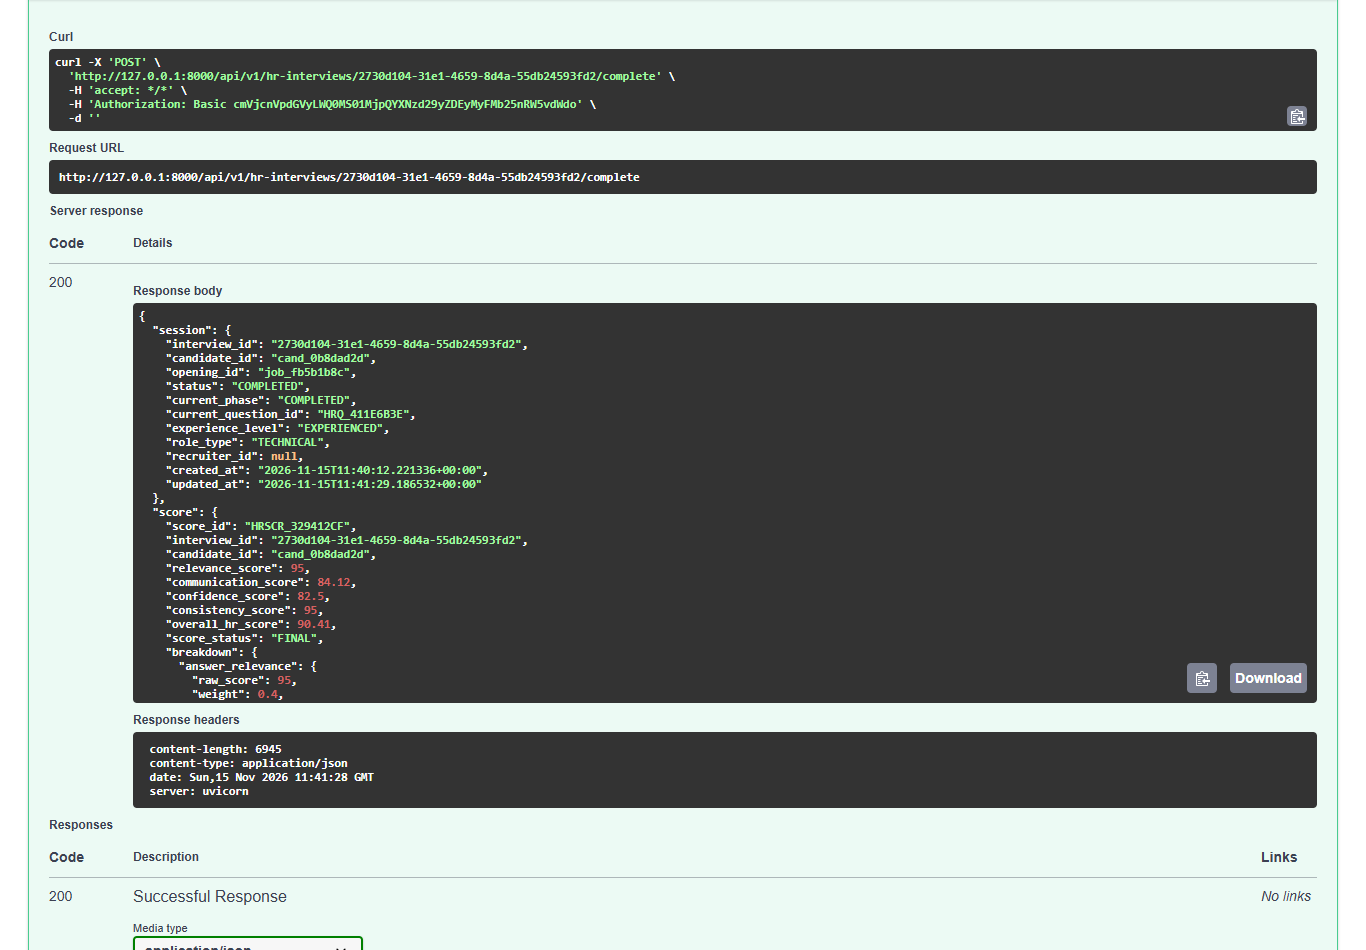 Curl
curl -X 'POST' \
'http://127.0.0.1:8000/api/v1/hr-interviews/2730d104-31e1-4659-8d4a-55db24593fd2/complete' \
-H 'accept: */*' \
-H 'Authorization: Basic cmVjcnVpdGVyLWQ0MS01MjpQYXNzd29yZDEyMyFMb25nRW5vdWdo' \
-d ''
Request URL
http://127.0.0.1:8000/api/v1/hr-interviews/2730d104-31e1-4659-8d4a-55db24593fd2/complete
Server response
Code Details
200
Response body
{
"session": {
"interview_id": "2730d104-31e1-4659-8d4a-55db24593fd2",
"candidate_id": "cand_0b8dad2d",
"opening_id": "job_fb5b1b8c",
"status": "COMPLETED",
"current_phase": "COMPLETED",
"current_question_id": "HRQ_411E6B3E",
"experience_level": "EXPERIENCED",
"role_type": "TECHNICAL",
"recruiter_id": null,
"created_at": "2026-11-15T11:40:12.221336+00:00",
"updated_at": "2026-11-15T11:41:29.186532+00:00"
},
"score": {
"score_id": "HRSCR_329412CF",
"interview_id": "2730d104-31e1-4659-8d4a-55db24593fd2",
"candidate_id": "cand_0b8dad2d",
"relevance_score": 95,
"communication_score": 84.12,
"confidence_score": 82.5,
"consistency_score": 95,
"overall_hr_score": 90.41,
"score_status": "FINAL",
"breakdown": {
"answer_relevance": {
"raw_score": 95,
"weight": 0.4,
Download
Response headers
content-length: 6945
content-type: application/json
date: Sun,15 Nov 2026 11:41:28 GMT
server: uvicorn
Responses
Code Description Links
200 Successful Response No links
Media type
application/json